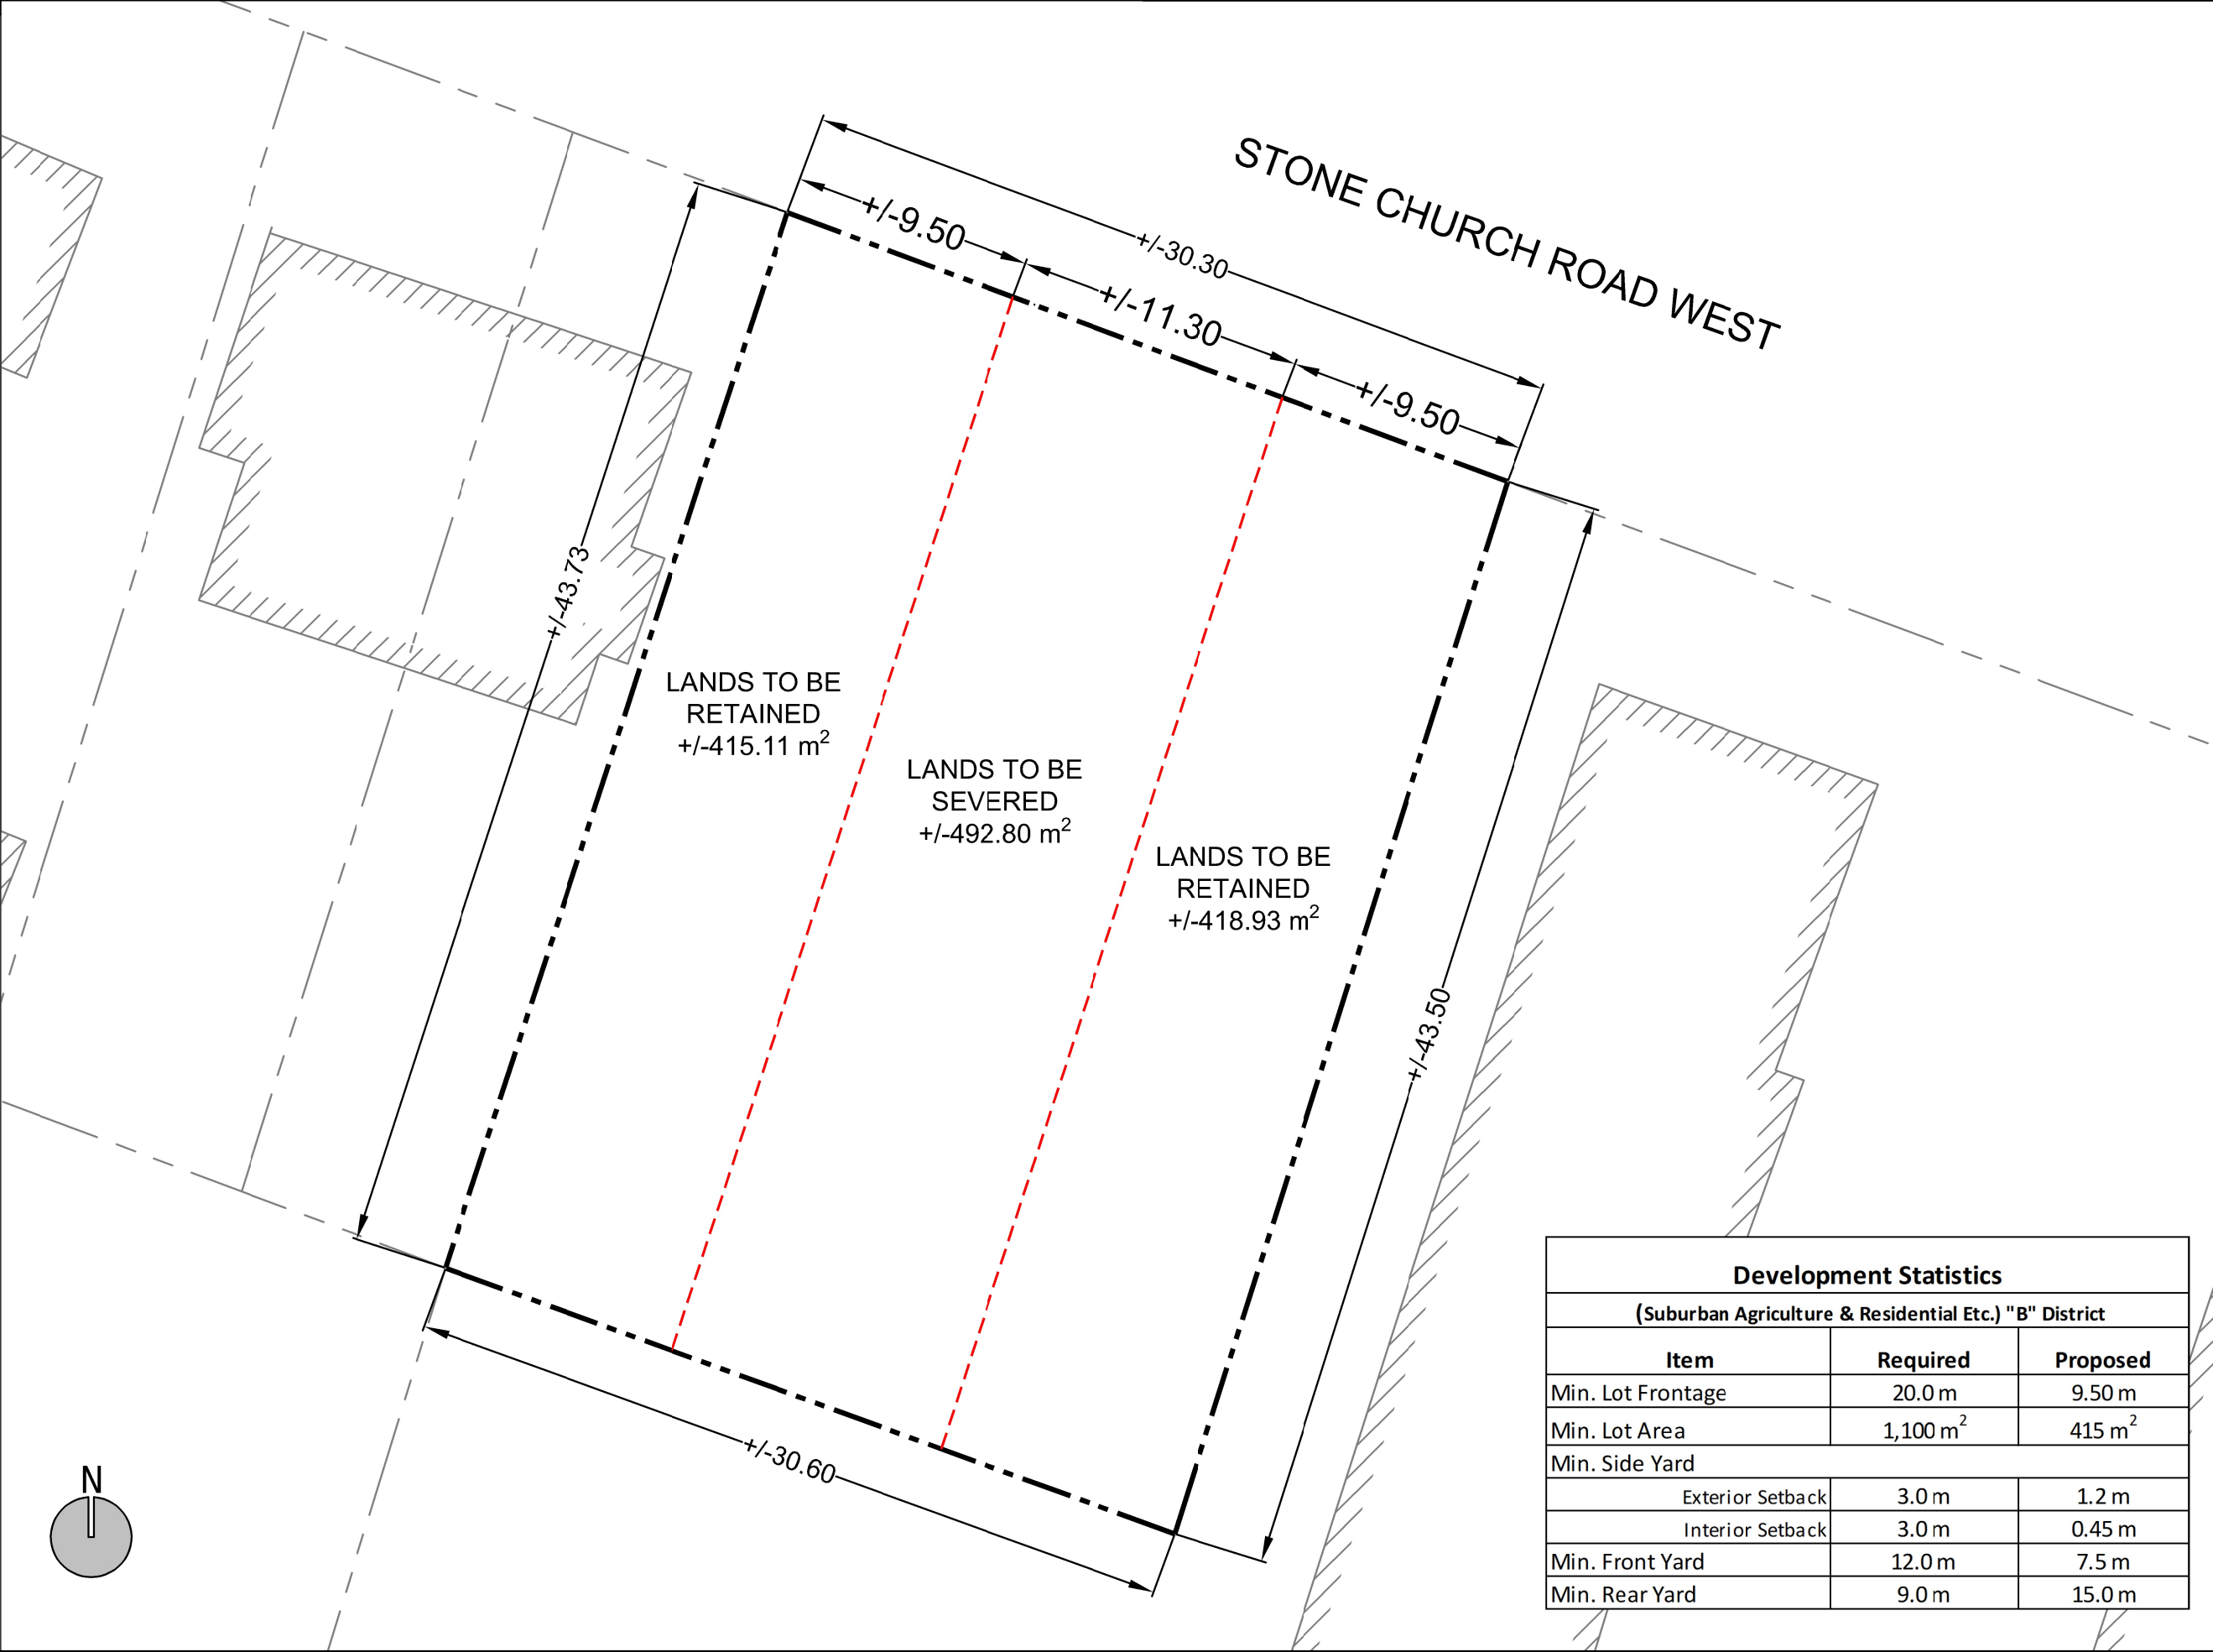 STONE CHURCH ROAD WEST
+/-30.30
+/-9.50
+/-11.30
+/-9.50
+/-43.73
LANDS TO BE
RETAINED
+/-415.11 m²
LANDS TO BE
SEVERED
+/-492.80 m²
LANDS TO BE
RETAINED
+/-418.93 m²
+/-43.50
+/-30.60
N
Development Statistics
(Suburban Agriculture & Residential Etc.) "B" District
Item Required Proposed
Min. Lot Frontage 20.0 m 9.50 m
Min. Lot Area 1,100 m² 415 m²
Min. Side Yard
Exterior Setback 3.0 m 1.2 m
Interior Setback 3.0 m 0.45 m
Min. Front Yard 12.0 m 7.5 m
Min. Rear Yard 9.0 m 15.0 m